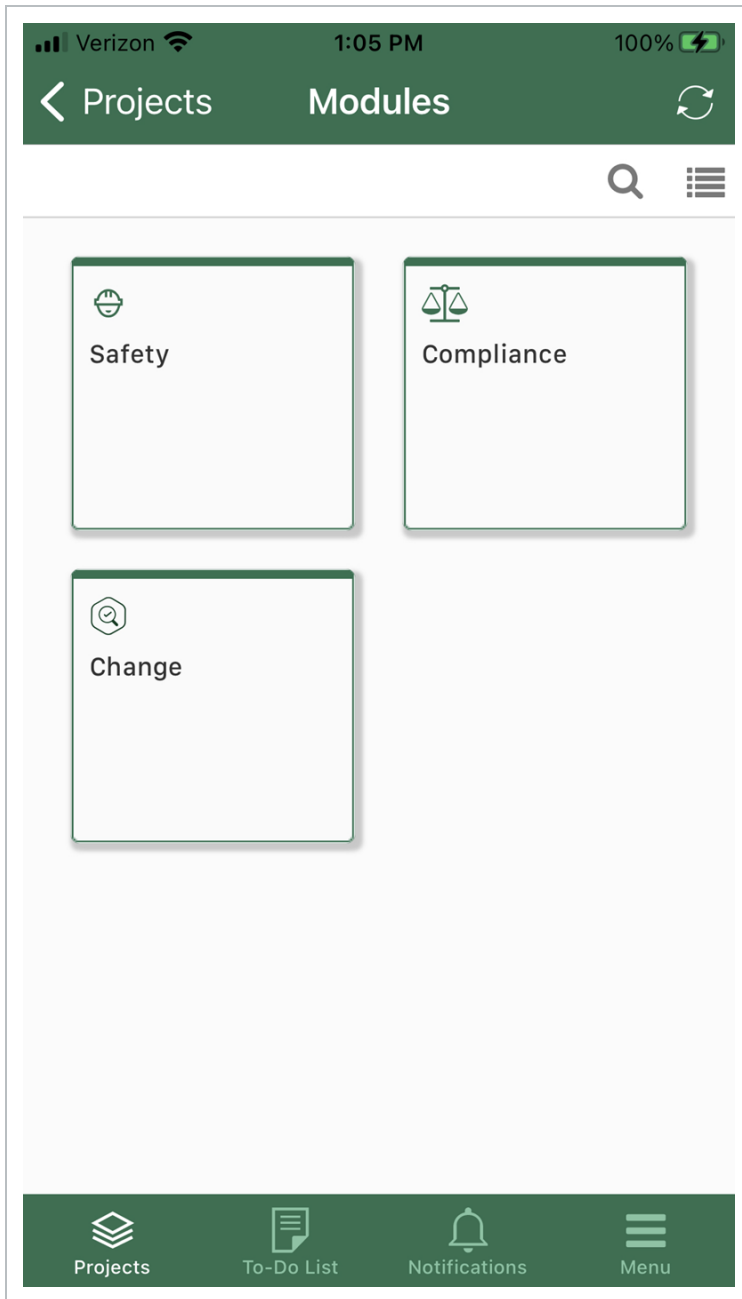 Verizon 1:05 PM 100%
Projects Modules
Safety Compliance
Change
Projects To-Do List Notifications Menu